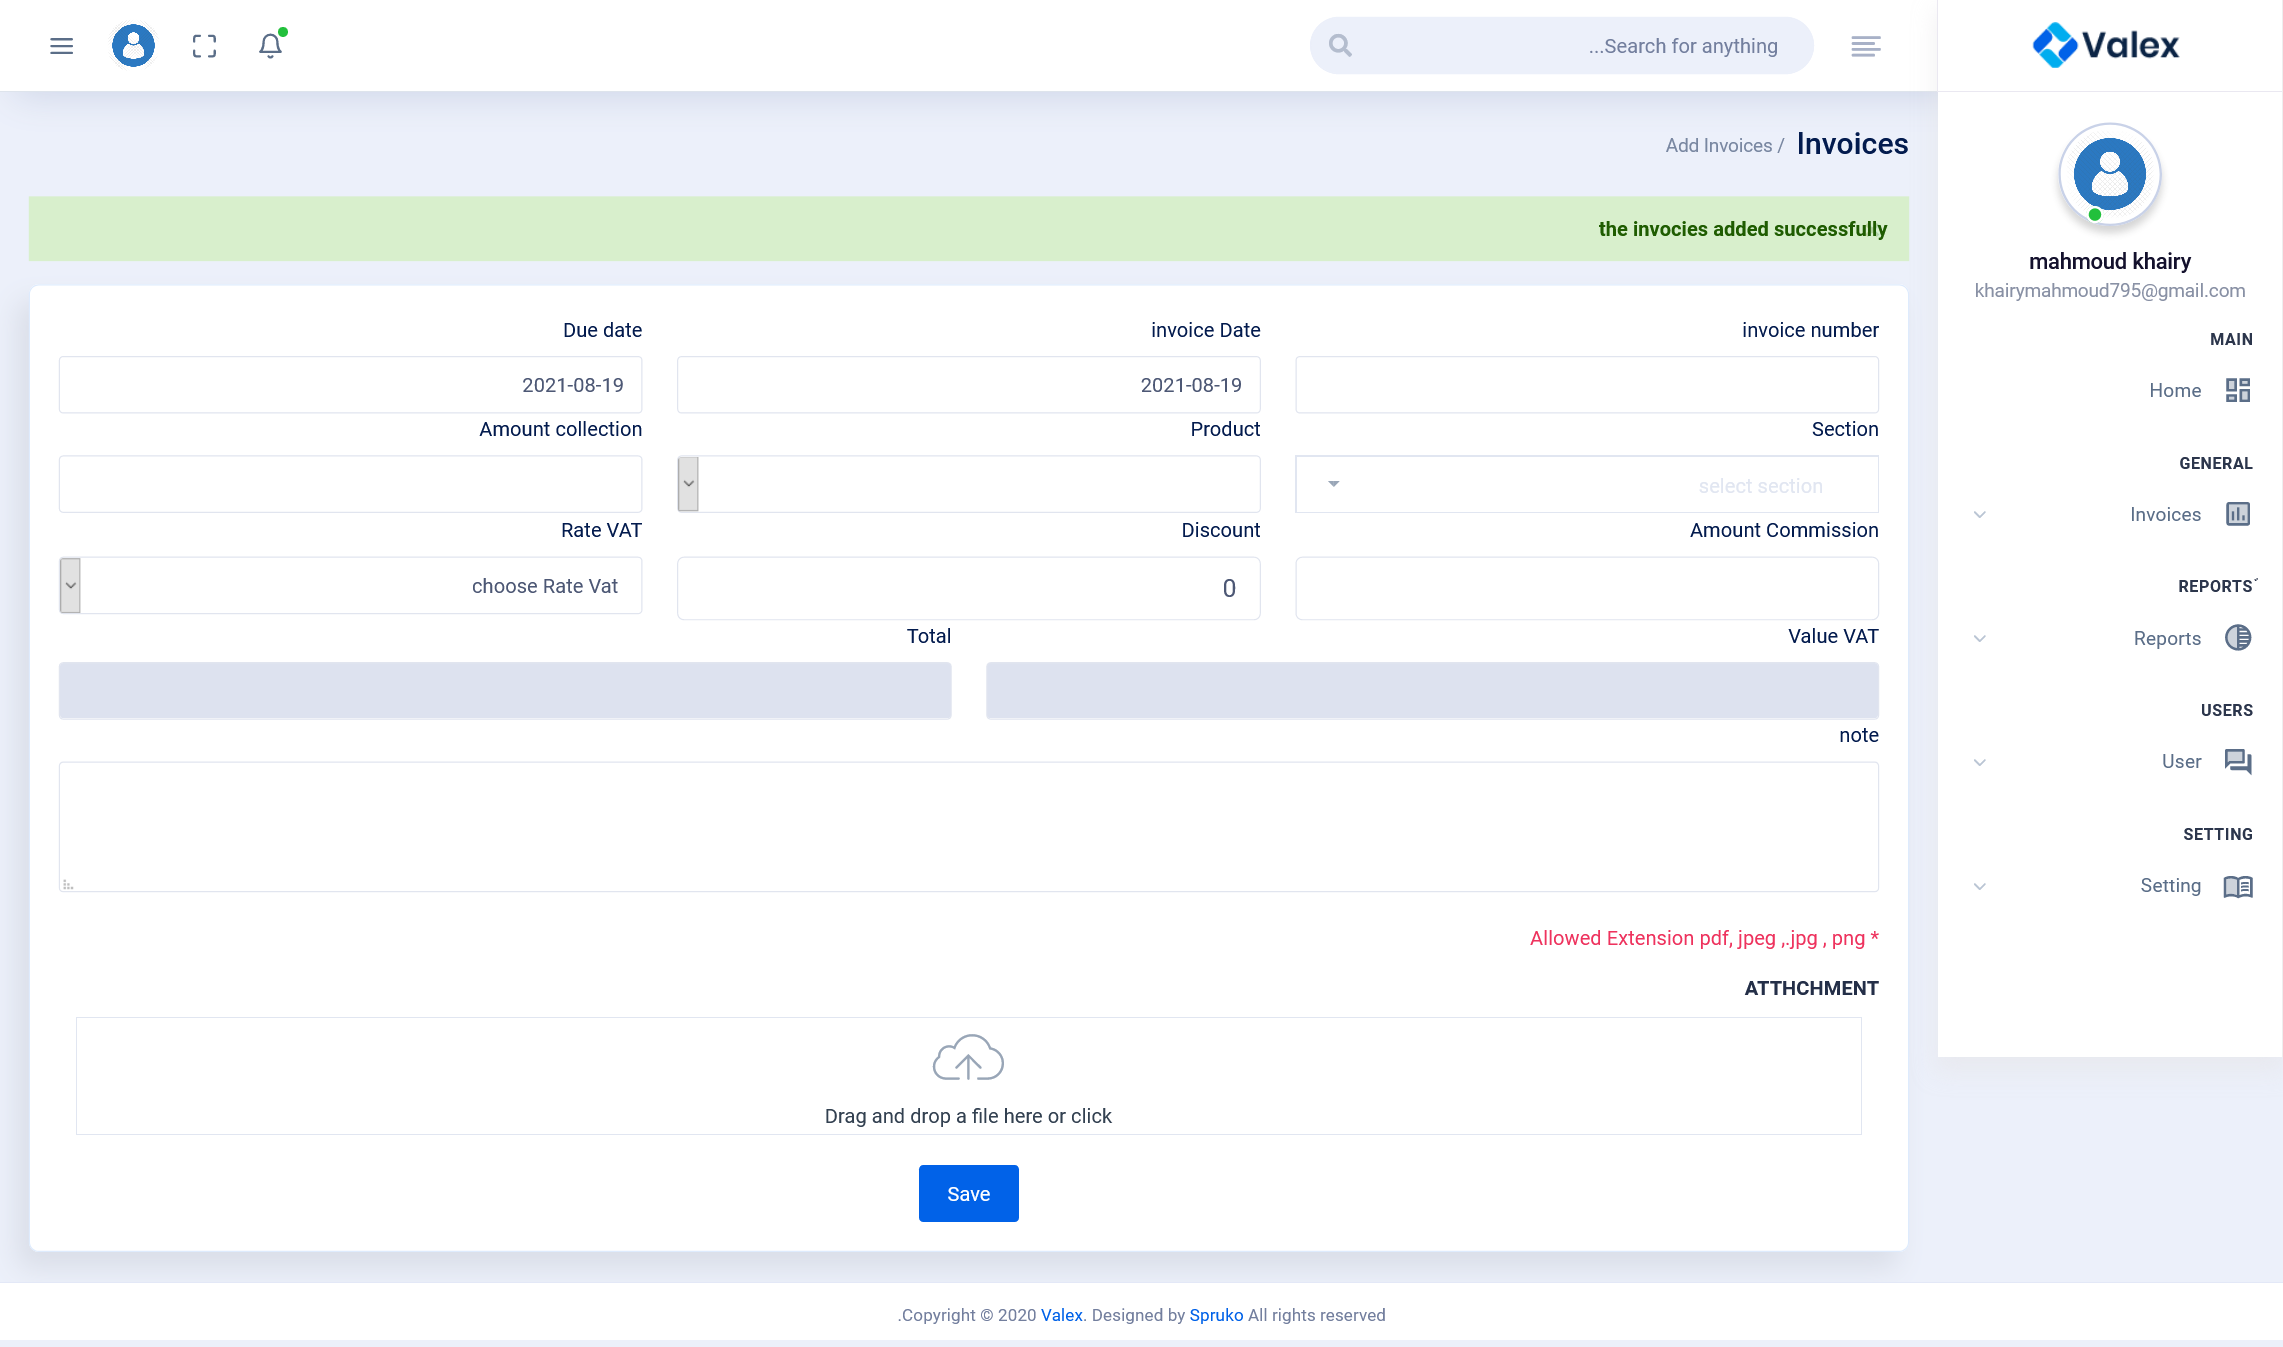 ...Search for anything
Valex
Add Invoices / Invoices
the invocies added successfully
mahmoud khairy
khairymahmoud795@gmail.com
MAIN
Home
GENERAL
Invoices
REPORTS
Reports
USERS
User
SETTING
Setting
invoice number
invoice Date
2021-08-19
Due date
2021-08-19
Section
select section
Product
Amount collection
Amount Commission
Discount
0
Rate VAT
choose Rate Vat
Value VAT
Total
note
Allowed Extension pdf, jpeg ,.jpg , png *
ATTHCHMENT
Drag and drop a file here or click
Save
.Copyright © 2020 Valex. Designed by Spruko All rights reserved